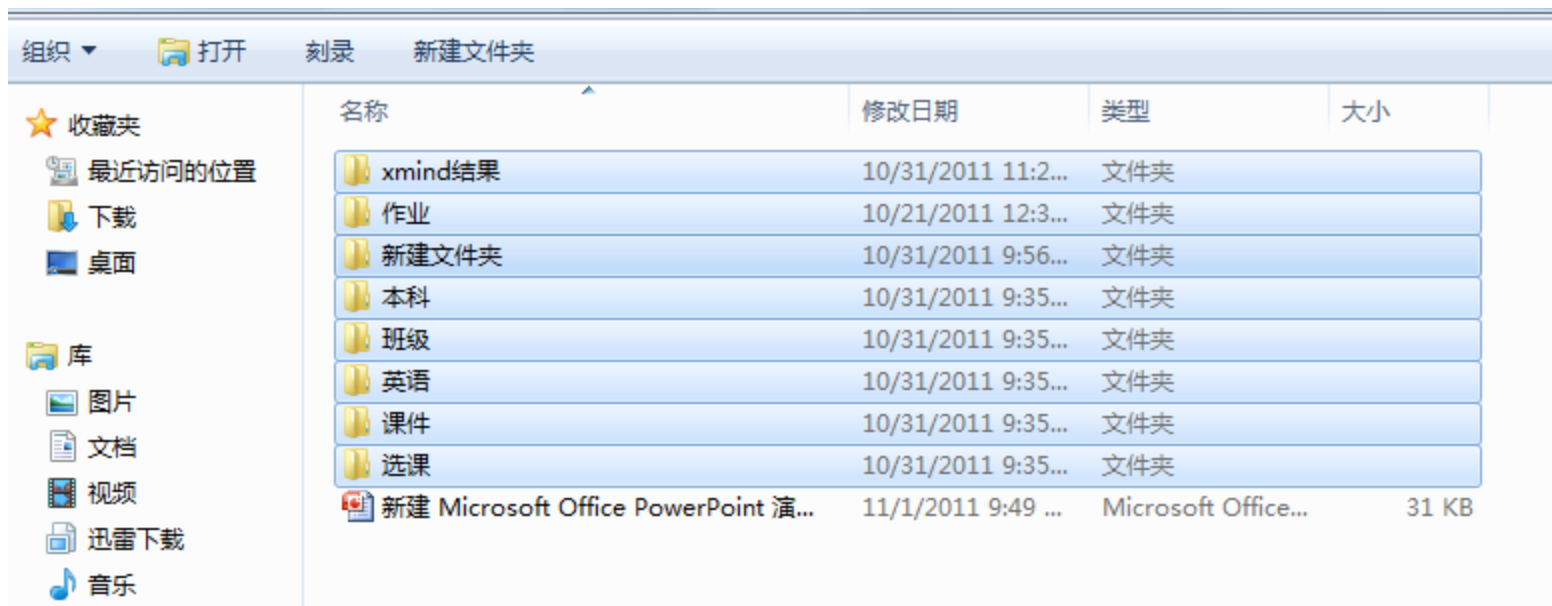 组织 打开 刻录 新建文件夹
名称 修改日期 类型 大小
收藏夹
最近访问的位置
下载
桌面
库
图片
文档
视频
迅雷下载
音乐
xmind结果 10/31/2011 11:2... 文件夹
作业 10/21/2011 12:3... 文件夹
新建文件夹 10/31/2011 9:56... 文件夹
本科 10/31/2011 9:35... 文件夹
班级 10/31/2011 9:35... 文件夹
英语 10/31/2011 9:35... 文件夹
课件 10/31/2011 9:35... 文件夹
选课 10/31/2011 9:35... 文件夹
新建 Microsoft Office PowerPoint 演... 11/1/2011 9:49 ... Microsoft Office... 31 KB